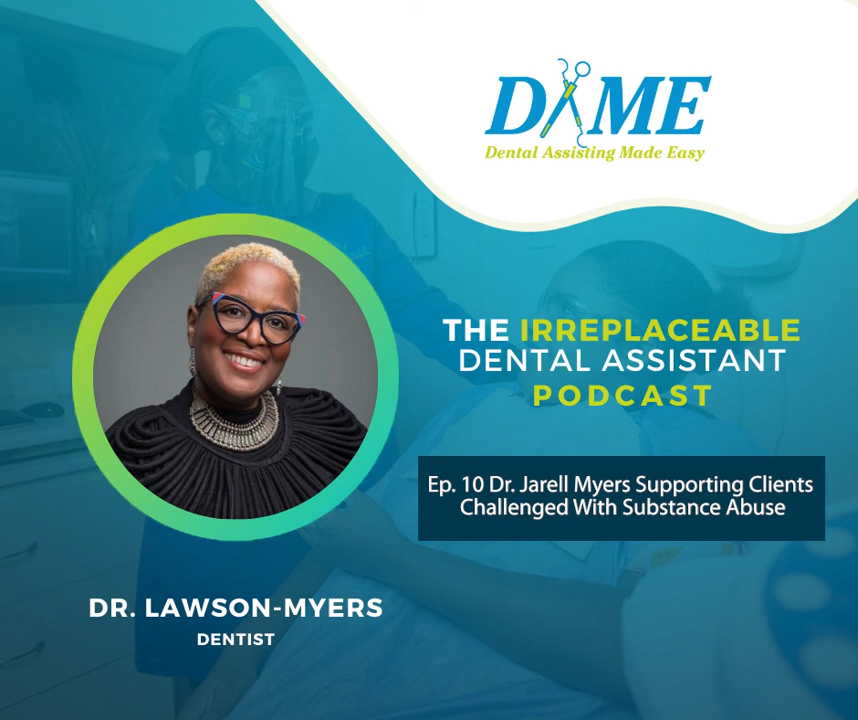 DAME
Dental Assisting Made Easy
THE IRREPLACEABLE
DENTAL ASSISTANT
PODCAST
Ep. 10 Dr. Jarell Myers Supporting Clients
Challenged With Substance Abuse
DR. LAWSON-MYERS
DENTIST